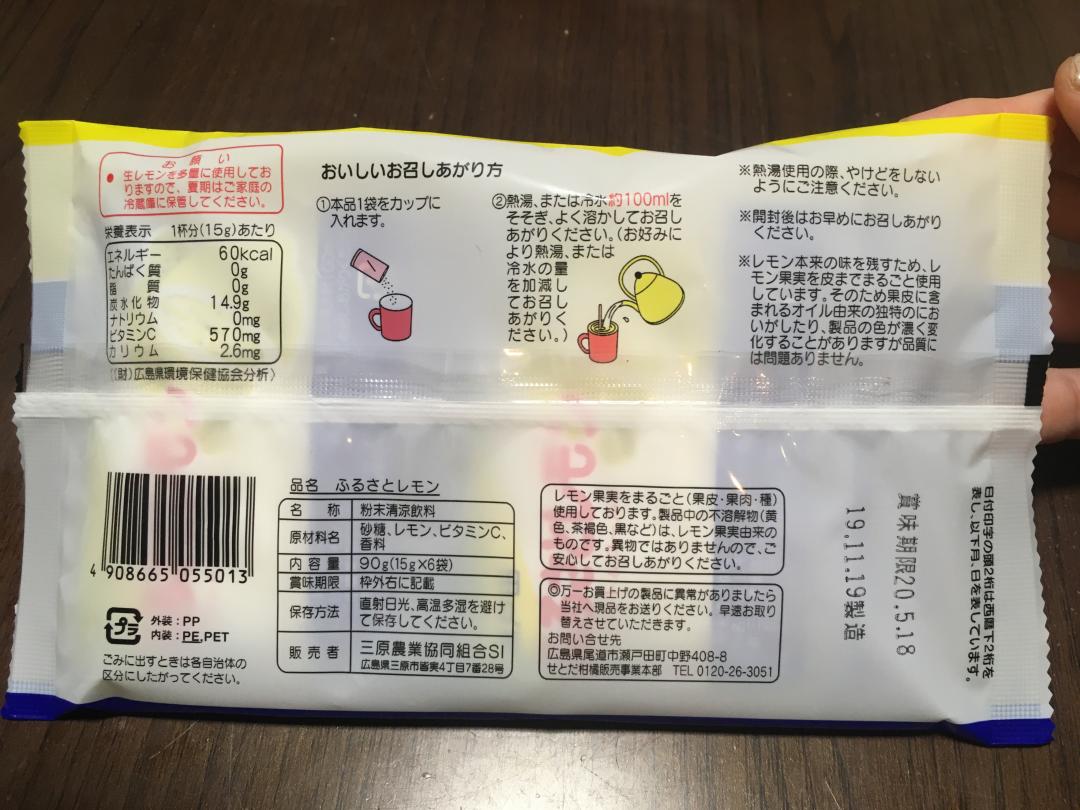 お願い
生レモンを多量に使用してお
りますので、夏期はご家庭の
冷蔵庫に保管してください。
栄養表示 1杯分(15g)あたり
エネルギー 60kcal
たんぱく質 0g
脂質 0g
炭水化物 14.9g
ナトリウム 0mg
ビタミンC 570mg
カリウム 2.6mg
((財)広島県環境保健協会分析)
おいしいお召しあがり方
①本品1袋をカップに
入れます。
②熱湯、または冷水約100mlを
そそぎ、よく溶かしてお召し
あがりください。(お好みに
より熱湯、または
冷水の量
を加減し
てお召し
あがりく
ださい。)
※熱湯使用の際、やけどをしない
ようにご注意ください。
※開封後はお早めにお召しあがり
ください。
※レモン本来の味を残すため、レ
モン果実を皮までまるごと使用
しています。そのため果皮に含
まれるオイル由来の独特のにお
いがしたり、製品の色が濃く変
化することがありますが品質に
は問題ありません。
4 908665 055013
プラ
外装:PP
内装:PE,PET
ごみに出すときは各自治体の
区分にしたがってください。
品名 ふるさとレモン
名称 粉末清涼飲料
原材料名 砂糖、レモン、ビタミンC、
香料
内容量 90g(15g×6袋)
賞味期限 枠外右に記載
保存方法 直射日光、高温多湿を避け
て保存してください。
販売者 三原農業協同組合SI
広島県三原市皆実4丁目7番28号
レモン果実をまるごと(果皮・果肉・種)
使用しております。製品中の不溶解物(黄
色、茶褐色、黒など)は、レモン果実由来の
ものです。異物ではありませんので、ご
安心してお召しあがりください。
◎万一お買上げの製品に異常がありましたら
当社へ現品をお送りください。早速お取り
替えさせていただきます。
お問い合せ先
広島県尾道市瀬戸田町中野408-8
せとだ柑橘販売事業本部 TEL 0120-26-3051
日付印字の頭2桁は西暦下2桁を
表し、以下月、日を表しています。
賞味期限20.5.18
19.11.19製造